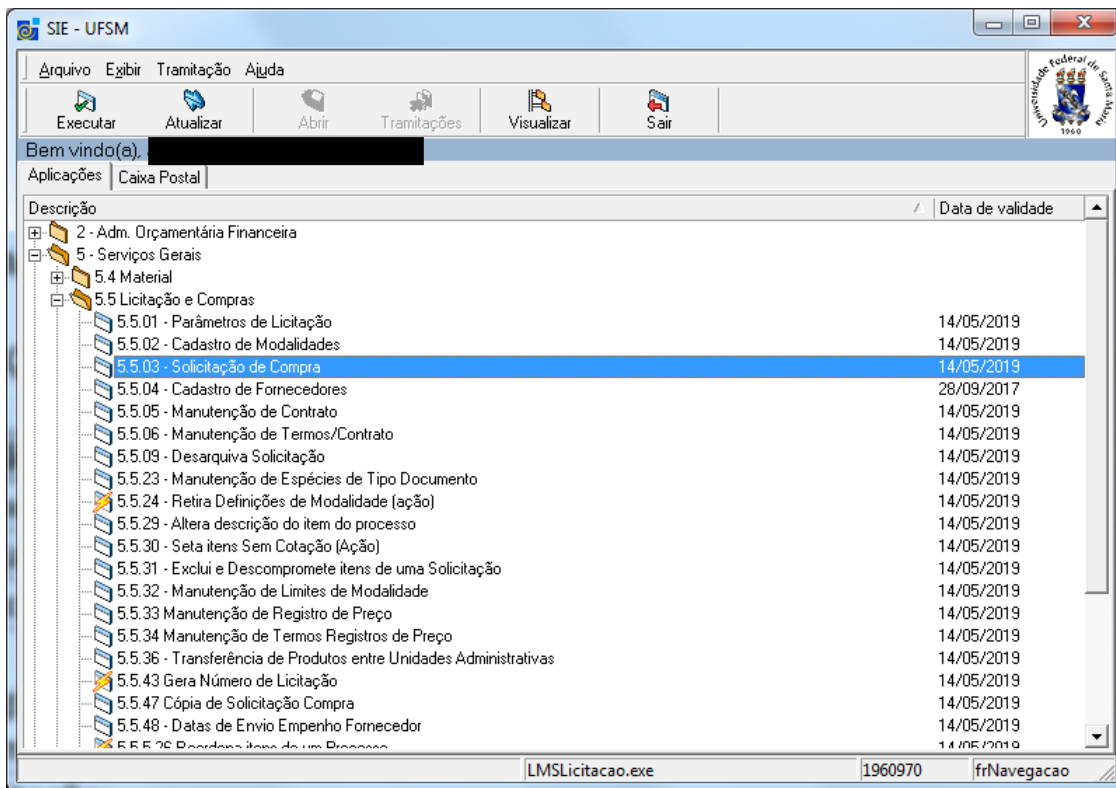 SIE - UFSM
Arquivo Exibir Tramitação Ajuda
Universidade Federal de Santa Maria
1960
Executar Atualizar Abrir Tramitações Visualizar Sair
Bem vindo(a),
Aplicações Caixa Postal
Descrição Data de validade
2 - Adm. Orçamentária Financeira
5 - Serviços Gerais
5.4 Material
5.5 Licitação e Compras
5.5.01 - Parâmetros de Licitação 14/05/2019
5.5.02 - Cadastro de Modalidades 14/05/2019
5.5.03 - Solicitação de Compra 14/05/2019
5.5.04 - Cadastro de Fornecedores 28/09/2017
5.5.05 - Manutenção de Contrato 14/05/2019
5.5.06 - Manutenção de Termos/Contrato 14/05/2019
5.5.09 - Desarquiva Solicitação 14/05/2019
5.5.23 - Manutenção de Espécies de Tipo Documento 14/05/2019
5.5.24 - Retira Definições de Modalidade (ação) 14/05/2019
5.5.29 - Altera descrição do item do processo 14/05/2019
5.5.30 - Seta itens Sem Cotação (Ação) 14/05/2019
5.5.31 - Exclui e Descompromete itens de uma Solicitação 14/05/2019
5.5.32 - Manutenção de Limites de Modalidade 14/05/2019
5.5.33 Manutenção de Registro de Preço 14/05/2019
5.5.34 Manutenção de Termos Registros de Preço 14/05/2019
5.5.36 - Transferência de Produtos entre Unidades Administrativas 14/05/2019
5.5.43 Gera Número de Licitação 14/05/2019
5.5.47 Cópia de Solicitação Compra 14/05/2019
5.5.48 - Datas de Envio Empenho Fornecedor 14/05/2019
5.5.5.26 Reordena itens de um Processo 14/05/2019
LMSLicitacao.exe 1960970 frNavegacao